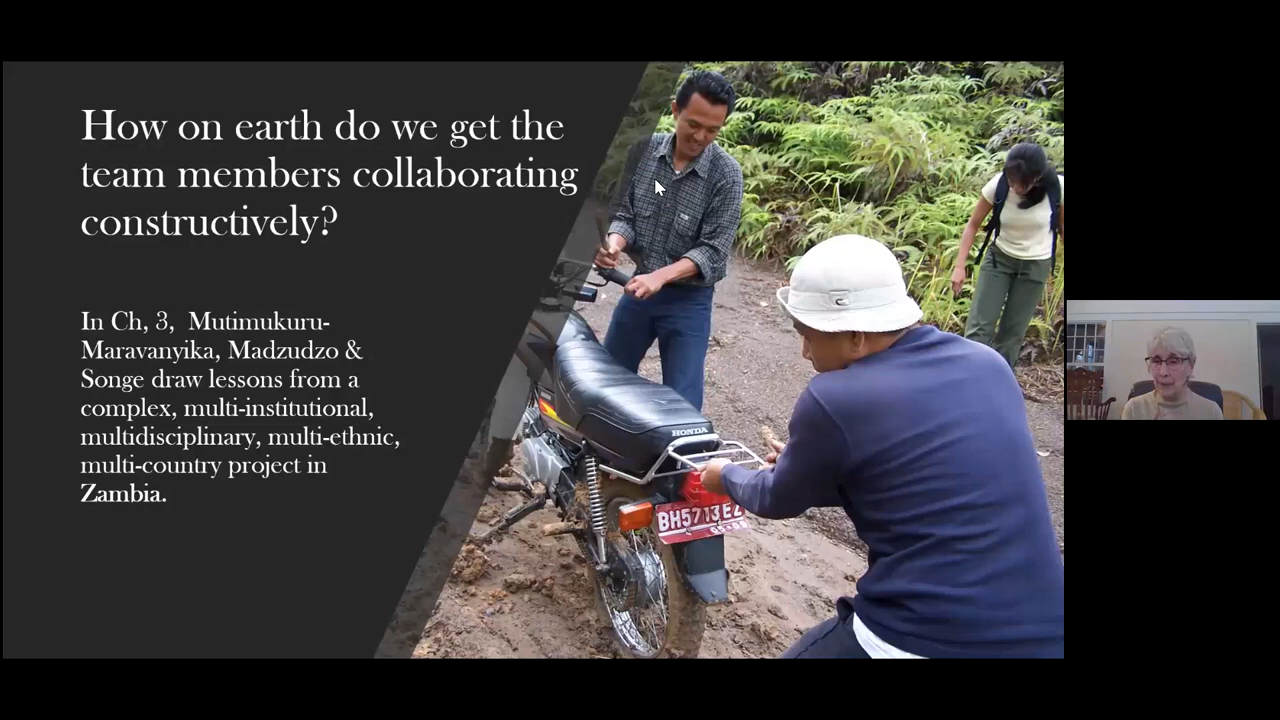 How on earth do we get the
team members collaborating
constructively?
In Ch, 3, Mutimukuru-
Maravanyika, Madzudzo &
Songe draw lessons from a
complex, multi-institutional,
multidisciplinary, multi-ethnic,
multi-country project in
Zambia.
HONDA